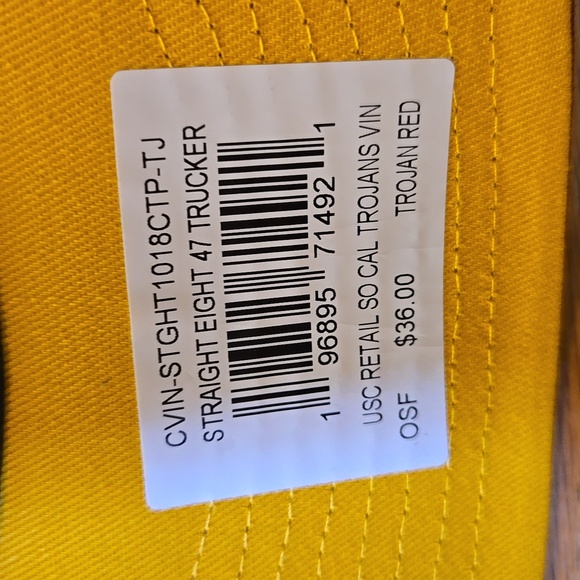 CVIN-STGHT1018CTP-TJ
STRAIGHT EIGHT 47 TRUCKER
1 96895 71492 1
USC RETAIL SO CAL TROJANS VIN
OSF $36.00 TROJAN RED